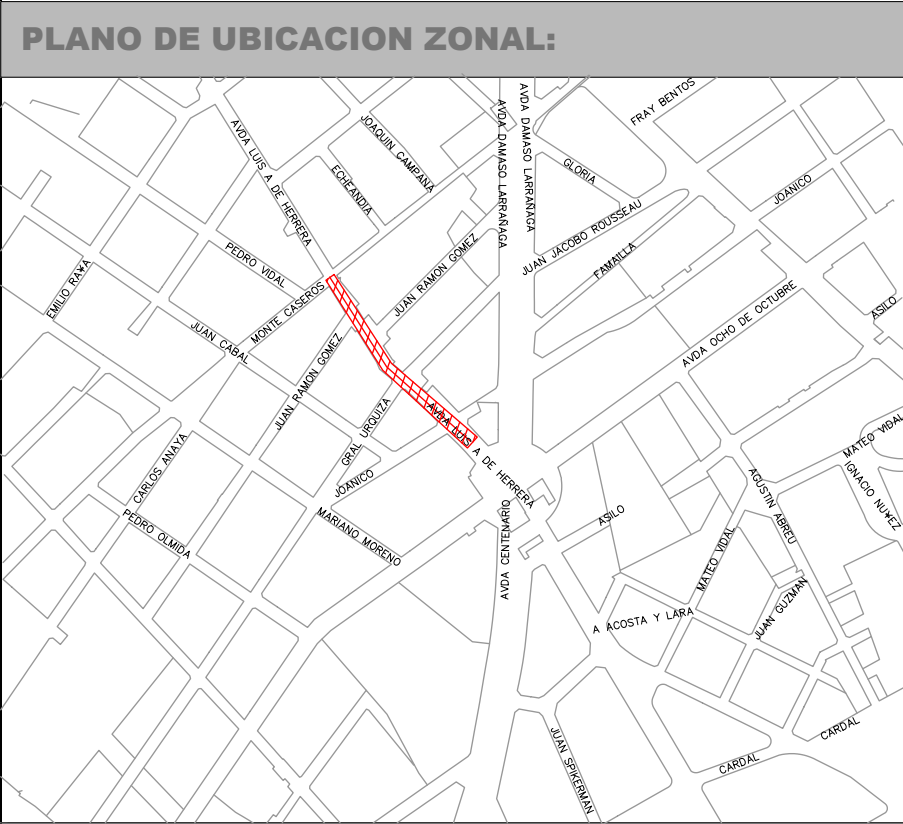 PLANO DE UBICACION ZONAL:
FRAY BENTOS
AVDA DAMASO LARRAÑAGA
AVDA DAMASO LARRAÑAGA
JOAQUIN CAMPANA
AVDA LUIS A DE HERRERA
ECHEANDIA
GLORIA
JOANICO
JUAN JACOBO ROUSSEAU
FAMAILLA
PEDRO VIDAL
JUAN RAMON GOMEZ
EMILIO RA¥A
MONTE CASEROS
ASILO
AVDA OCHO DE OCTUBRE
JUAN CABAL
JUAN RAMON GOMEZ
GRAL URQUIZA
AVDA LUIS A DE HERRERA
MATEO VIDAL
CARLOS ANAYA
JOANICO
IGNACIO NU¥EZ
AGUSTIN ABREU
PEDRO OLMIDA
MARIANO MORENO
ASILO
AVDA CENTENARIO
MATEO VIDAL
JUAN GUZMAN
A ACOSTA Y LARA
CARDAL
JUAN SPIKERMAN
CARDAL